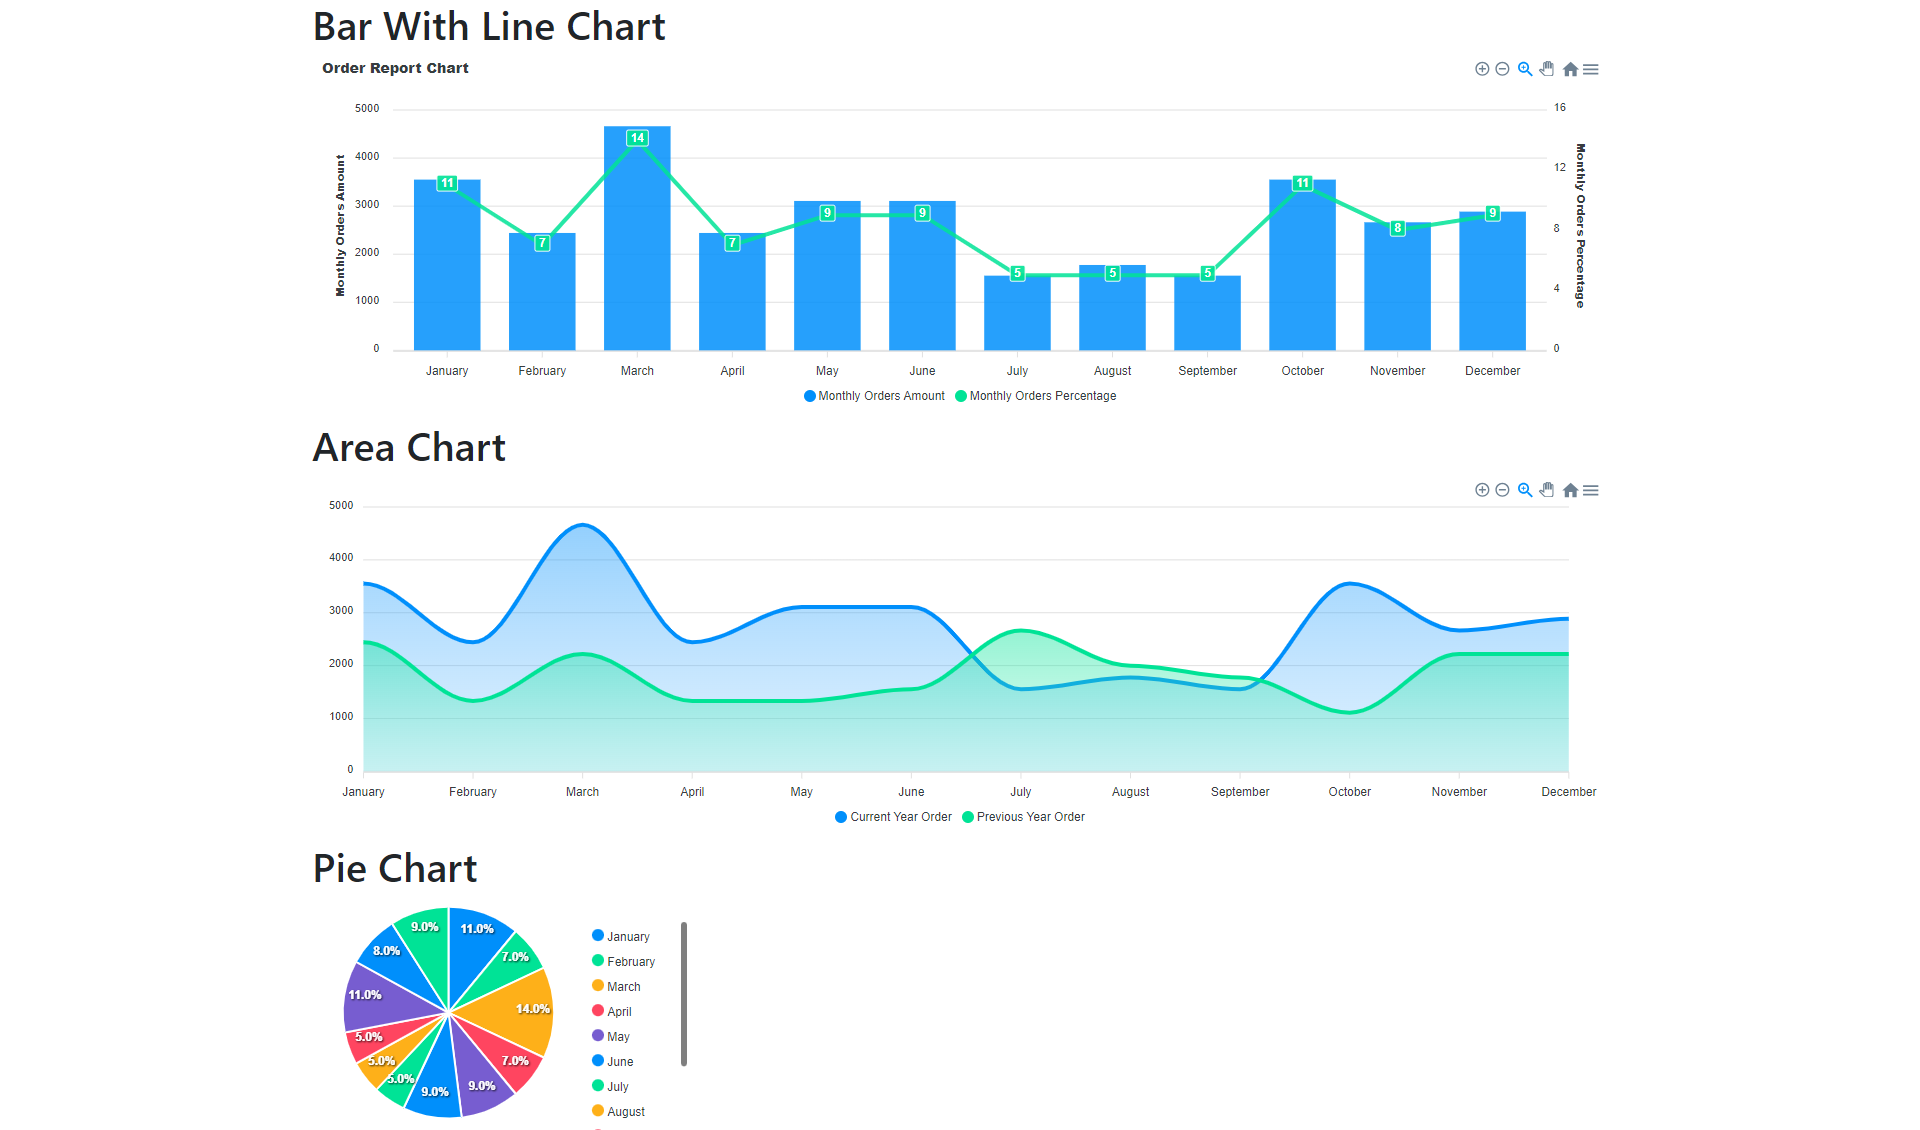 Bar With Line Chart
Order Report Chart
5000
4000
3000
2000
1000
0
Monthly Orders Amount
11
7
14
7
9
9
5
5
5
11
8
9
16
12
8
4
0
Monthly Orders Percentage
January February March April May June July August September October November December
Monthly Orders Amount Monthly Orders Percentage
Area Chart
5000
4000
3000
2000
1000
0
January February March April May June July August September October November December
Current Year Order Previous Year Order
Pie Chart
11.0%
7.0%
14.0%
7.0%
9.0%
9.0%
5.0%
5.0%
5.0%
11.0%
8.0%
9.0%
January
February
March
April
May
June
July
August